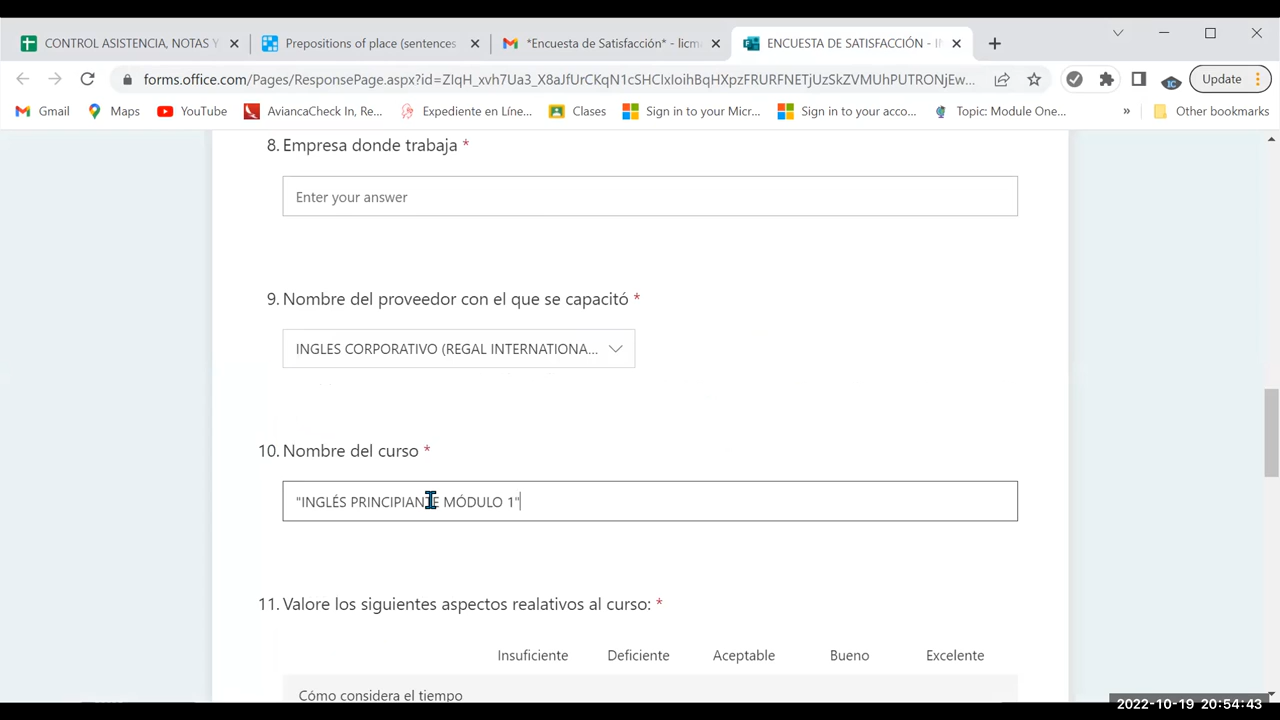 CONTROL ASISTENCIA, NOTAS Y
Prepositions of place (sentences
*Encuesta de Satisfacción* - licm
ENCUESTA DE SATISFACCIÓN - IN
forms.office.com/Pages/ResponsePage.aspx?id=ZIqH_xvh7Ua3_X8aJfUrCKqN1cSHCIxIoihBqHXpzFRURFNETjUzSkZVMUhPUTRONjEw...
Update
Gmail
Maps
YouTube
AviancaCheck In, Re...
Expediente en Líne...
Clases
Sign in to your Micr...
Sign in to your acco...
Topic: Module One...
»
Other bookmarks
8. Empresa donde trabaja *
Enter your answer
9. Nombre del proveedor con el que se capacitó *
INGLES CORPORATIVO (REGAL INTERNATIONA...
10. Nombre del curso *
"INGLÉS PRINCIPIANTE MÓDULO 1"
11. Valore los siguientes aspectos realativos al curso: *
Insuficiente Deficiente Aceptable Bueno Excelente
Cómo considera el tiempo
2022-10-19 20:54:43